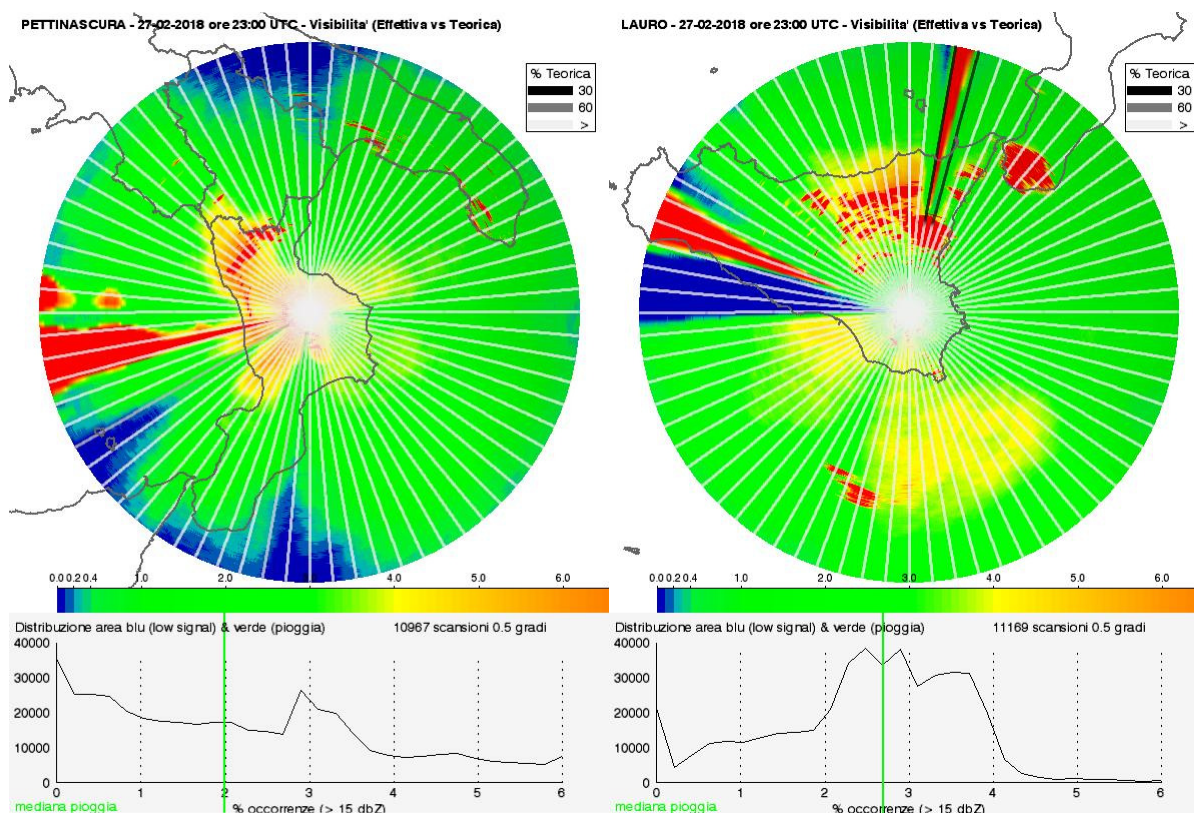 PETTINASCURA - 27-02-2018 ore 23:00 UTC - Visibilita' (Effettiva vs Teorica)
% Teorica
30
60
>
0.0 0.2 0.4 1.0 2.0 3.0 4.0 5.0 6.0
Distribuzione area blu (low signal) & verde (pioggia) 10967 scansioni 0.5 gradi
40000
30000
20000
10000
0
0 1 2 3 4 5 6
mediana pioggia % occorrenze (> 15 dbZ)
LAURO - 27-02-2018 ore 23:00 UTC - Visibilita' (Effettiva vs Teorica)
% Teorica
30
60
>
0.0 0.2 0.4 1.0 2.0 3.0 4.0 5.0 6.0
Distribuzione area blu (low signal) & verde (pioggia) 11169 scansioni 0.5 gradi
40000
30000
20000
10000
0
0 1 2 3 4 5 6
mediana pioggia % occorrenze (> 15 dbZ)